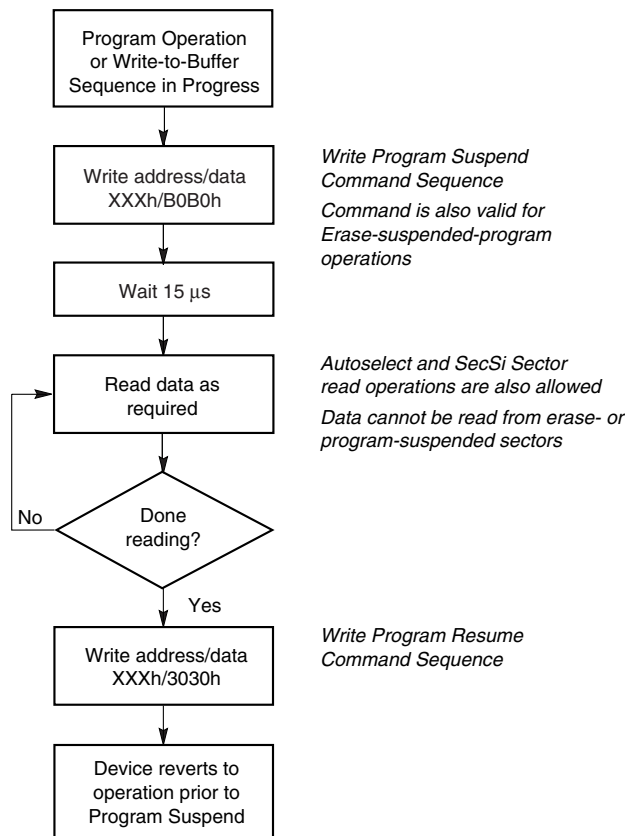 Program Operation
or Write-to-Buffer
Sequence in Progress
Write address/data
XXXh/B0B0h
Write Program Suspend
Command Sequence
Command is also valid for
Erase-suspended-program
operations
Wait 15 μs
Read data as
required
Autoselect and SecSi Sector
read operations are also allowed
Data cannot be read from erase- or
program-suspended sectors
Done
reading?
No
Yes
Write address/data
XXXh/3030h
Write Program Resume
Command Sequence
Device reverts to
operation prior to
Program Suspend